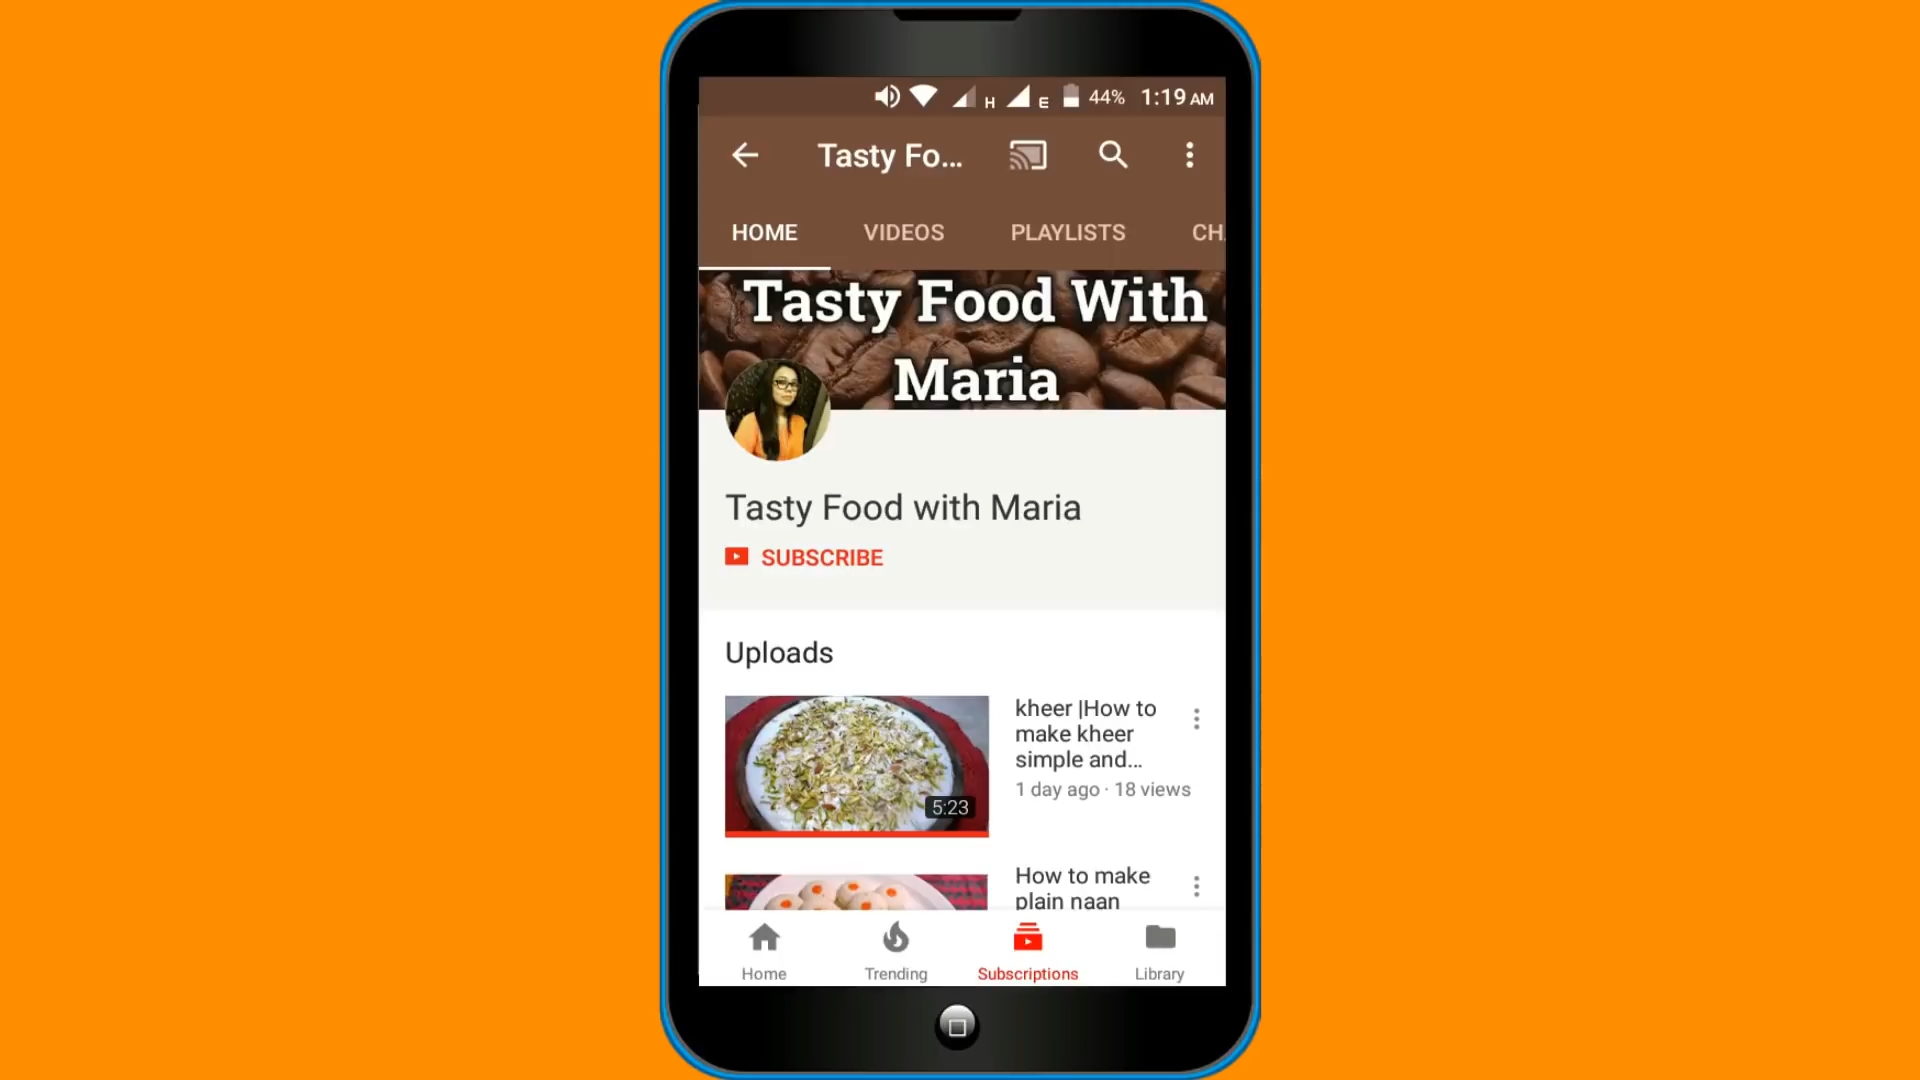 H E 44% 1:19 AM
Tasty Fo...
HOME VIDEOS PLAYLISTS CH
Tasty Food With
Maria
Tasty Food with Maria
SUBSCRIBE
Uploads
kheer |How to
make kheer
simple and...
1 day ago · 18 views
5:23
How to make
plain naan
Home Trending Subscriptions Library